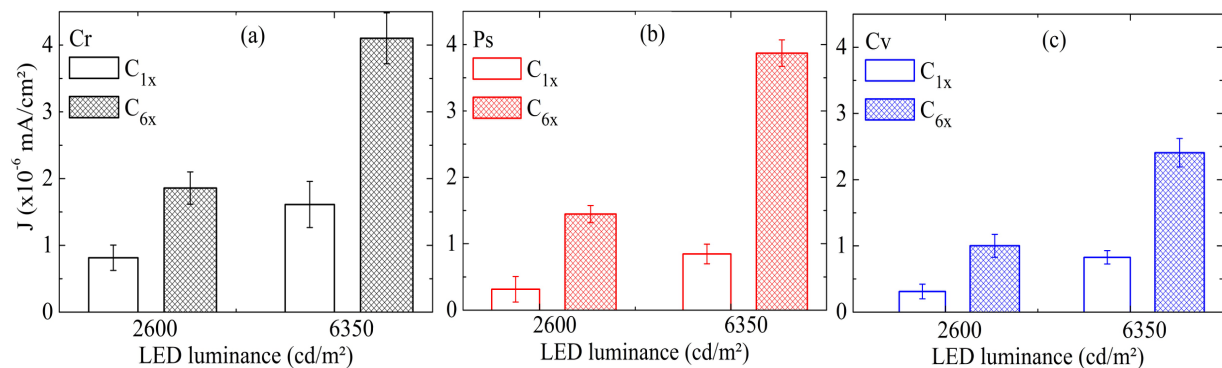 Cr
(a)
C1x
C6x
4
3
2
1
0
J (x10⁻⁶ mA/cm²)
2600
6350
LED luminance (cd/m²)
Ps
(b)
C1x
C6x
4
3
2
1
0
2600
6350
LED luminance (cd/m²)
Cv
(c)
C1x
C6x
4
3
2
1
0
2600
6350
LED luminance (cd/m²)